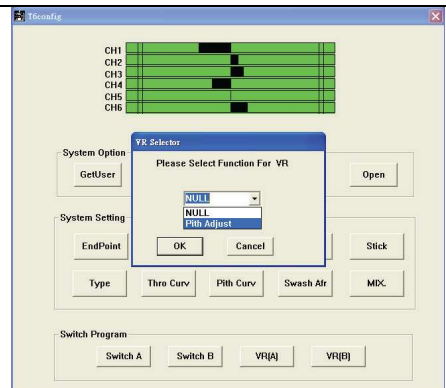 T6config
CH1
CH2
CH3
CH4
CH5
CH6
System Option
GetUser
Open
VR Selector
Please Select Function For VR
NULL
NULL
Pith Adjust
OK
Cancel
System Setting
EndPoint
Stick
Type
Thro Curv
Pith Curv
Swash Afr
MIX.
Switch Program
Switch A
Switch B
VR(A)
VR(B)